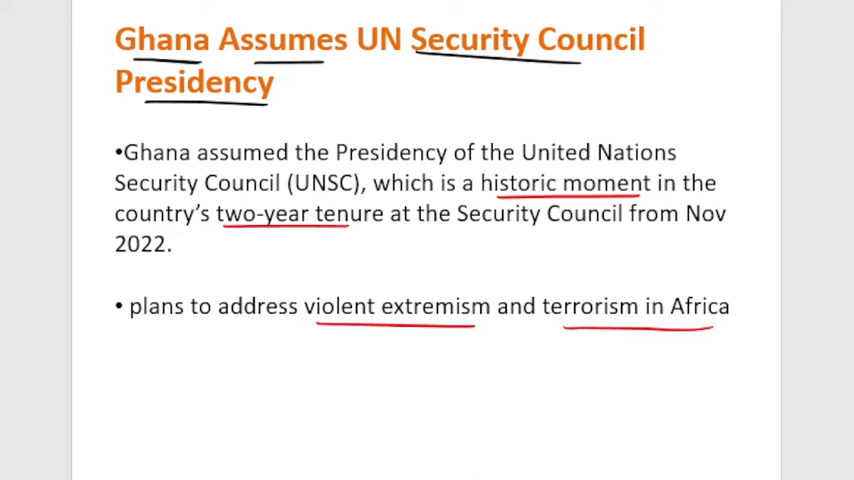 Ghana Assumes UN Security Council
Presidency
•Ghana assumed the Presidency of the United Nations
Security Council (UNSC), which is a historic moment in the
country’s two-year tenure at the Security Council from Nov
2022.
• plans to address violent extremism and terrorism in Africa